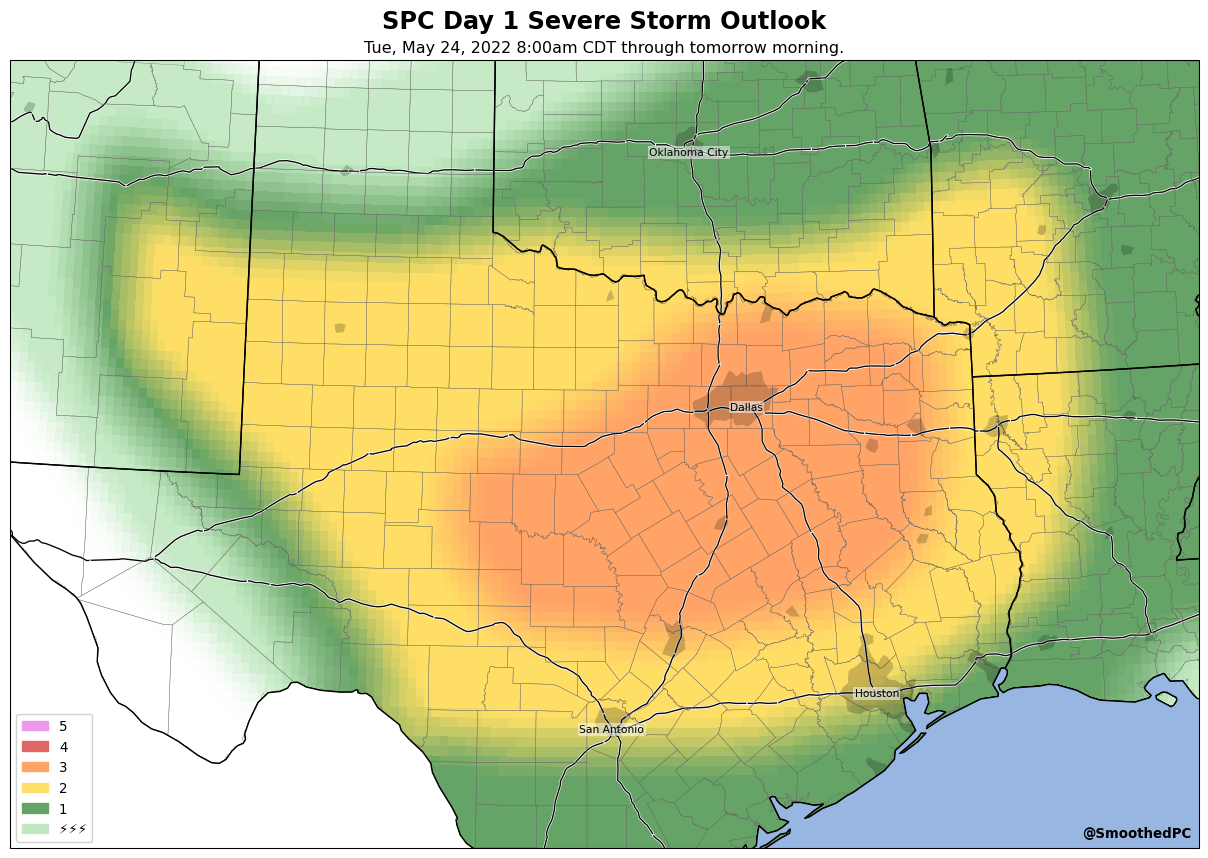 SPC Day 1 Severe Storm Outlook
Tue, May 24, 2022 8:00am CDT through tomorrow morning.
Oklahoma City
Dallas
Houston
San Antonio
5
4
3
2
1
⚡⚡⚡
@SmoothedPC